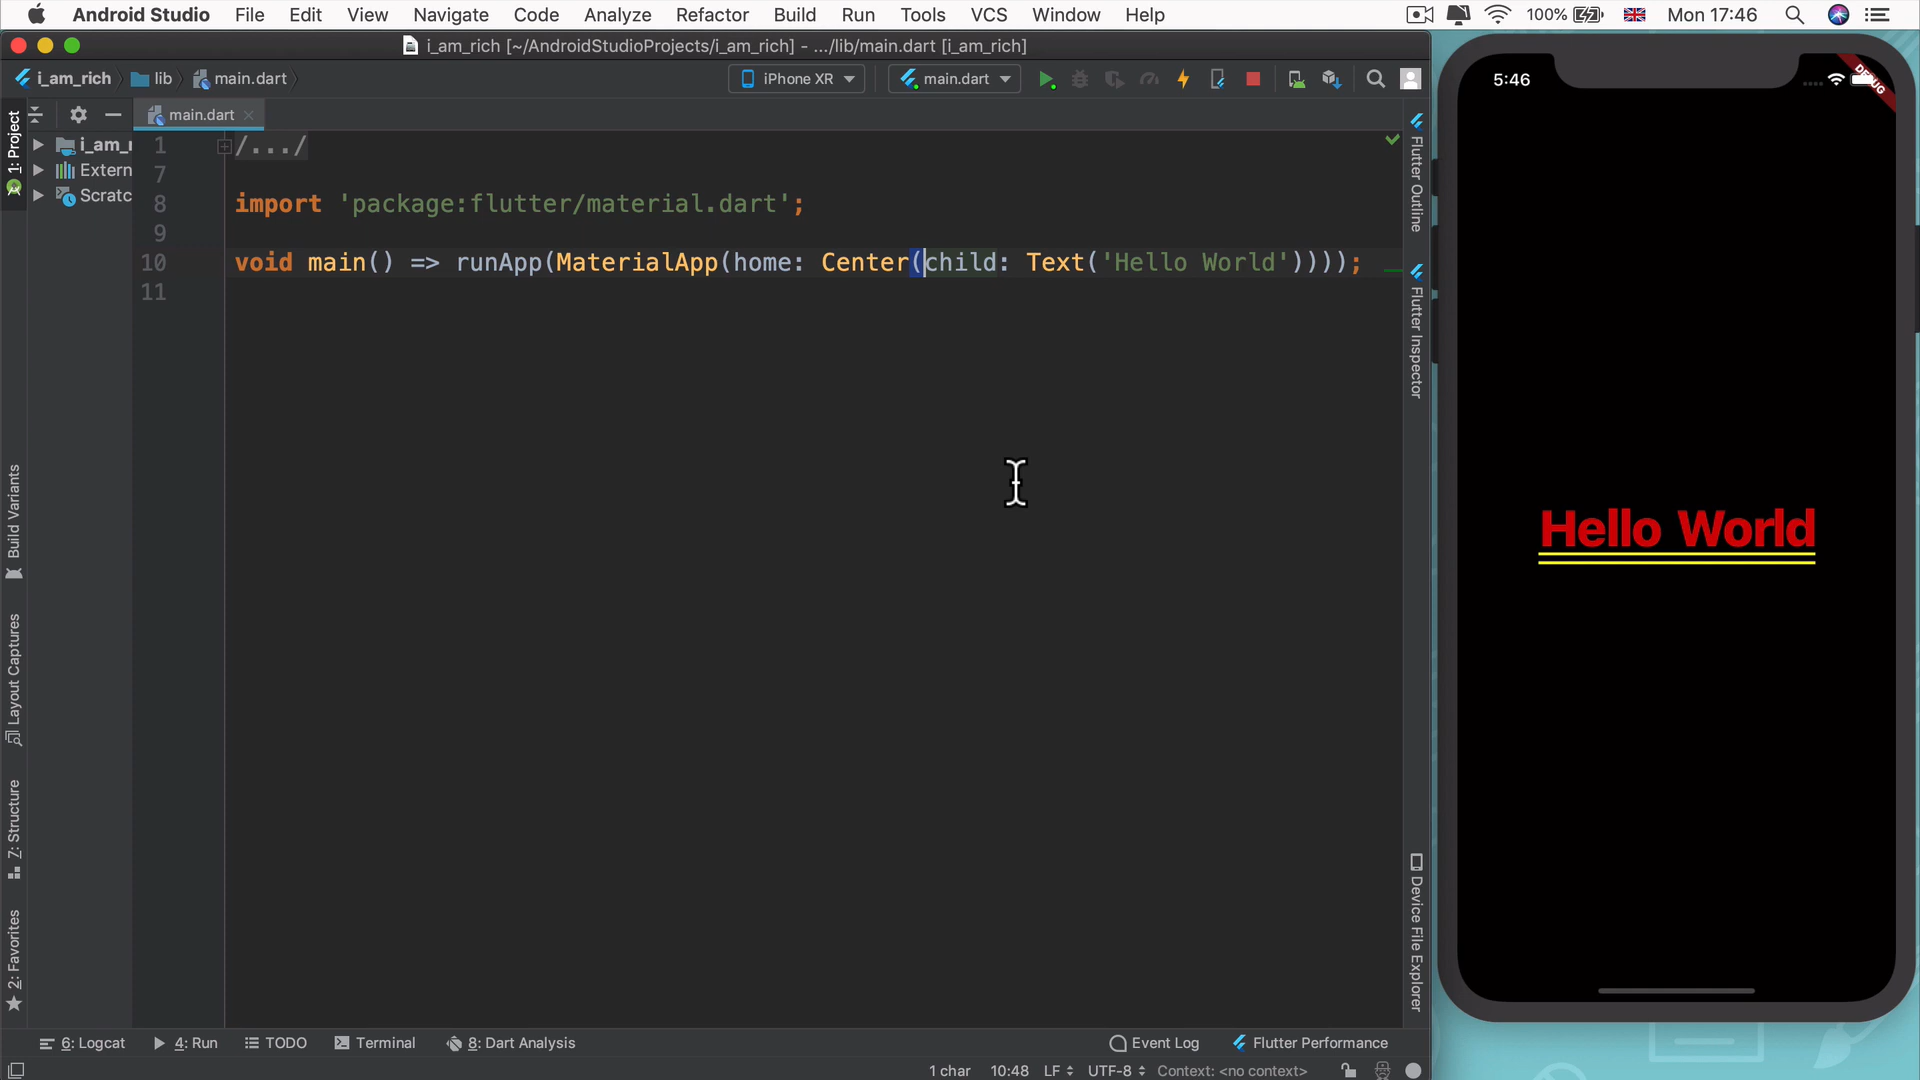 Android Studio File Edit View Navigate Code Analyze Refactor Build Run Tools VCS Window Help 100% Mon 17:46
i_am_rich [~/AndroidStudioProjects/i_am_rich] - .../lib/main.dart [i_am_rich]
i_am_rich lib main.dart iPhone XR main.dart
1: Project
main.dart
i_am_r
Extern
Scratc
1 /.../
7
8 import 'package:flutter/material.dart';
9
10 void main() => runApp(MaterialApp(home: Center(child: Text('Hello World'))));
11
Build Variants
Layout Captures
7: Structure
2: Favorites
Flutter Outline
Flutter Inspector
Device File Explorer
5:46
DEBUG
Hello World
6: Logcat 4: Run TODO Terminal 8: Dart Analysis Event Log Flutter Performance
1 char 10:48 LF UTF-8 Context: <no context>